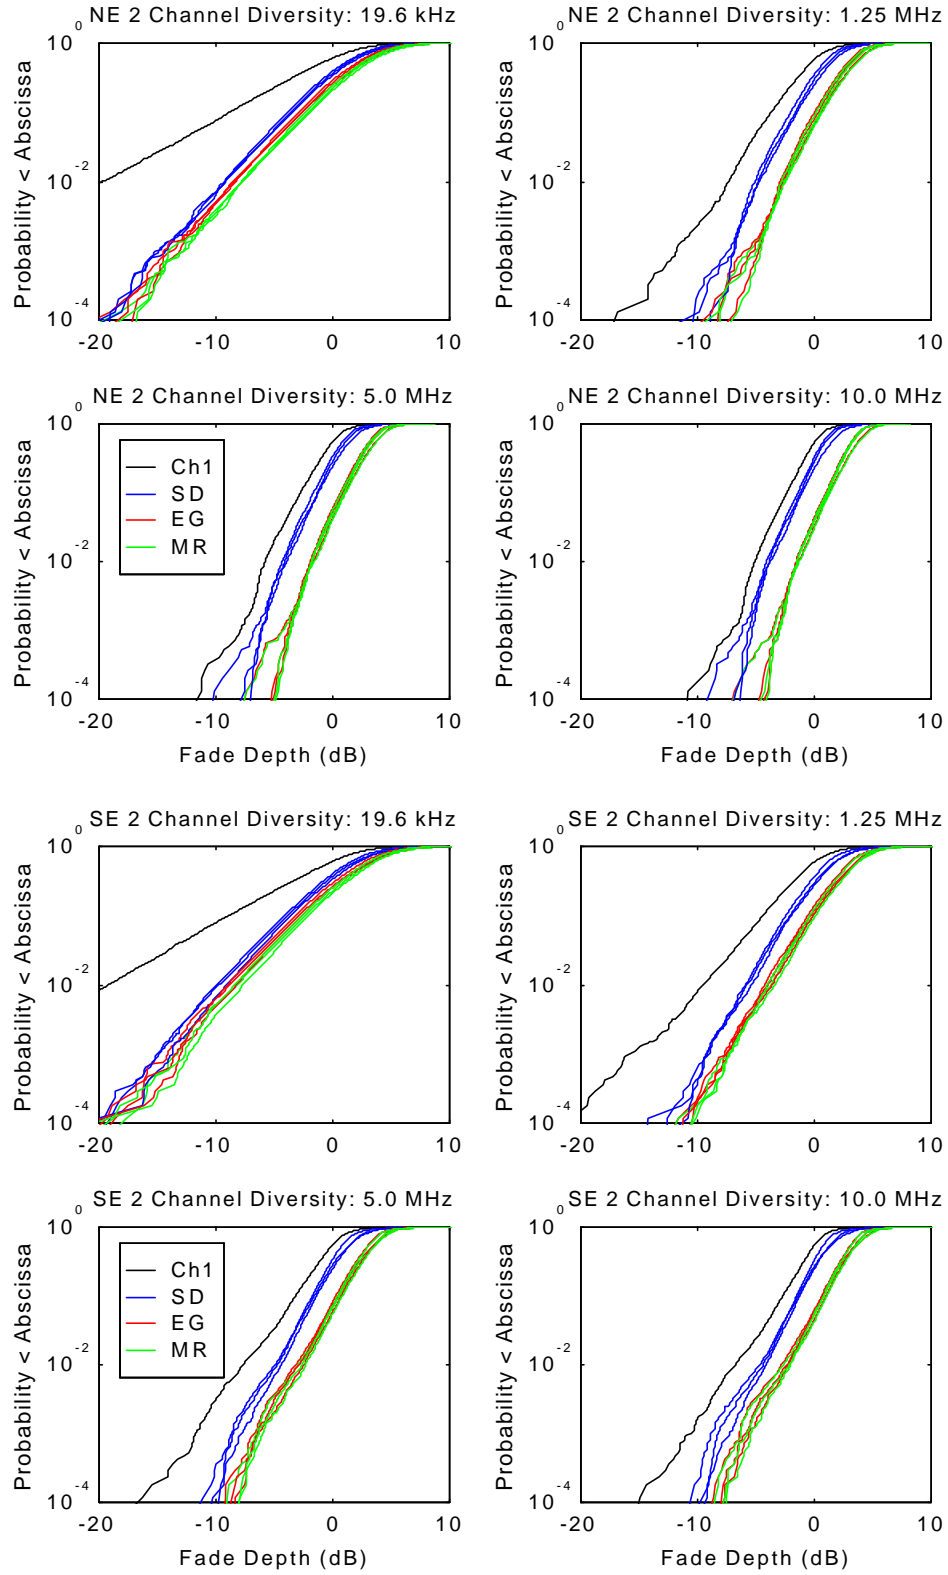 NE 2 Channel Diversity: 19.6 kHz
Probability < Abscissa
10^0
10^-2
10^-4
-20 -10 0 10
NE 2 Channel Diversity: 1.25 MHz
Probability < Abscissa
10^0
10^-2
10^-4
-20 -10 0 10
NE 2 Channel Diversity: 5.0 MHz
Probability < Abscissa
10^0
10^-2
10^-4
Ch1
SD
EG
MR
-20 -10 0 10
Fade Depth (dB)
NE 2 Channel Diversity: 10.0 MHz
Probability < Abscissa
10^0
10^-2
10^-4
-20 -10 0 10
Fade Depth (dB)
SE 2 Channel Diversity: 19.6 kHz
Probability < Abscissa
10^0
10^-2
10^-4
-20 -10 0 10
SE 2 Channel Diversity: 1.25 MHz
Probability < Abscissa
10^0
10^-2
10^-4
-20 -10 0 10
SE 2 Channel Diversity: 5.0 MHz
Probability < Abscissa
10^0
10^-2
10^-4
Ch1
SD
EG
MR
-20 -10 0 10
Fade Depth (dB)
SE 2 Channel Diversity: 10.0 MHz
Probability < Abscissa
10^0
10^-2
10^-4
-20 -10 0 10
Fade Depth (dB)